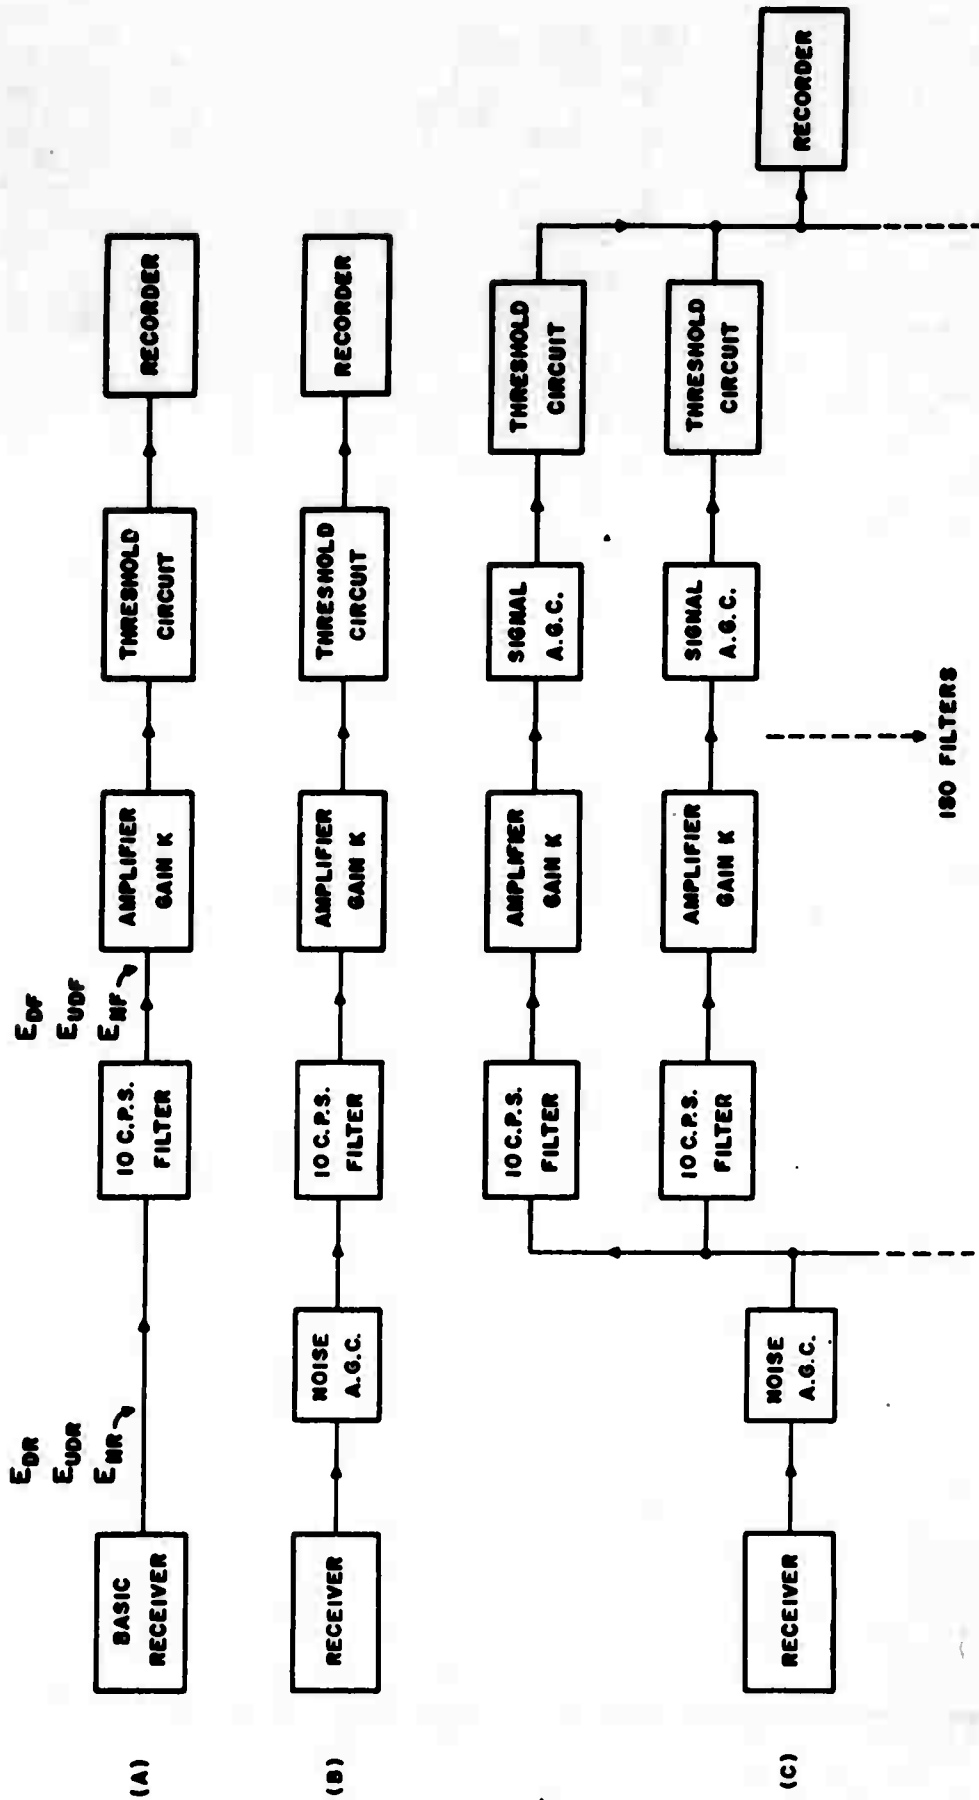 (A)
BASIC
RECEIVER
E_DR
E_UDR
E_NR
10 C.P.S.
FILTER
E_DF
E_UDF
E_NF
AMPLIFIER
GAIN K
THRESHOLD
CIRCUIT
RECORDER
(B)
RECEIVER
NOISE
A.G.C.
10 C.P.S.
FILTER
AMPLIFIER
GAIN K
THRESHOLD
CIRCUIT
RECORDER
(C)
RECEIVER
NOISE
A.G.C.
10 C.P.S.
FILTER
AMPLIFIER
GAIN K
SIGNAL
A.G.C.
THRESHOLD
CIRCUIT
10 C.P.S.
FILTER
AMPLIFIER
GAIN K
SIGNAL
A.G.C.
THRESHOLD
CIRCUIT
RECORDER
180 FILTERS